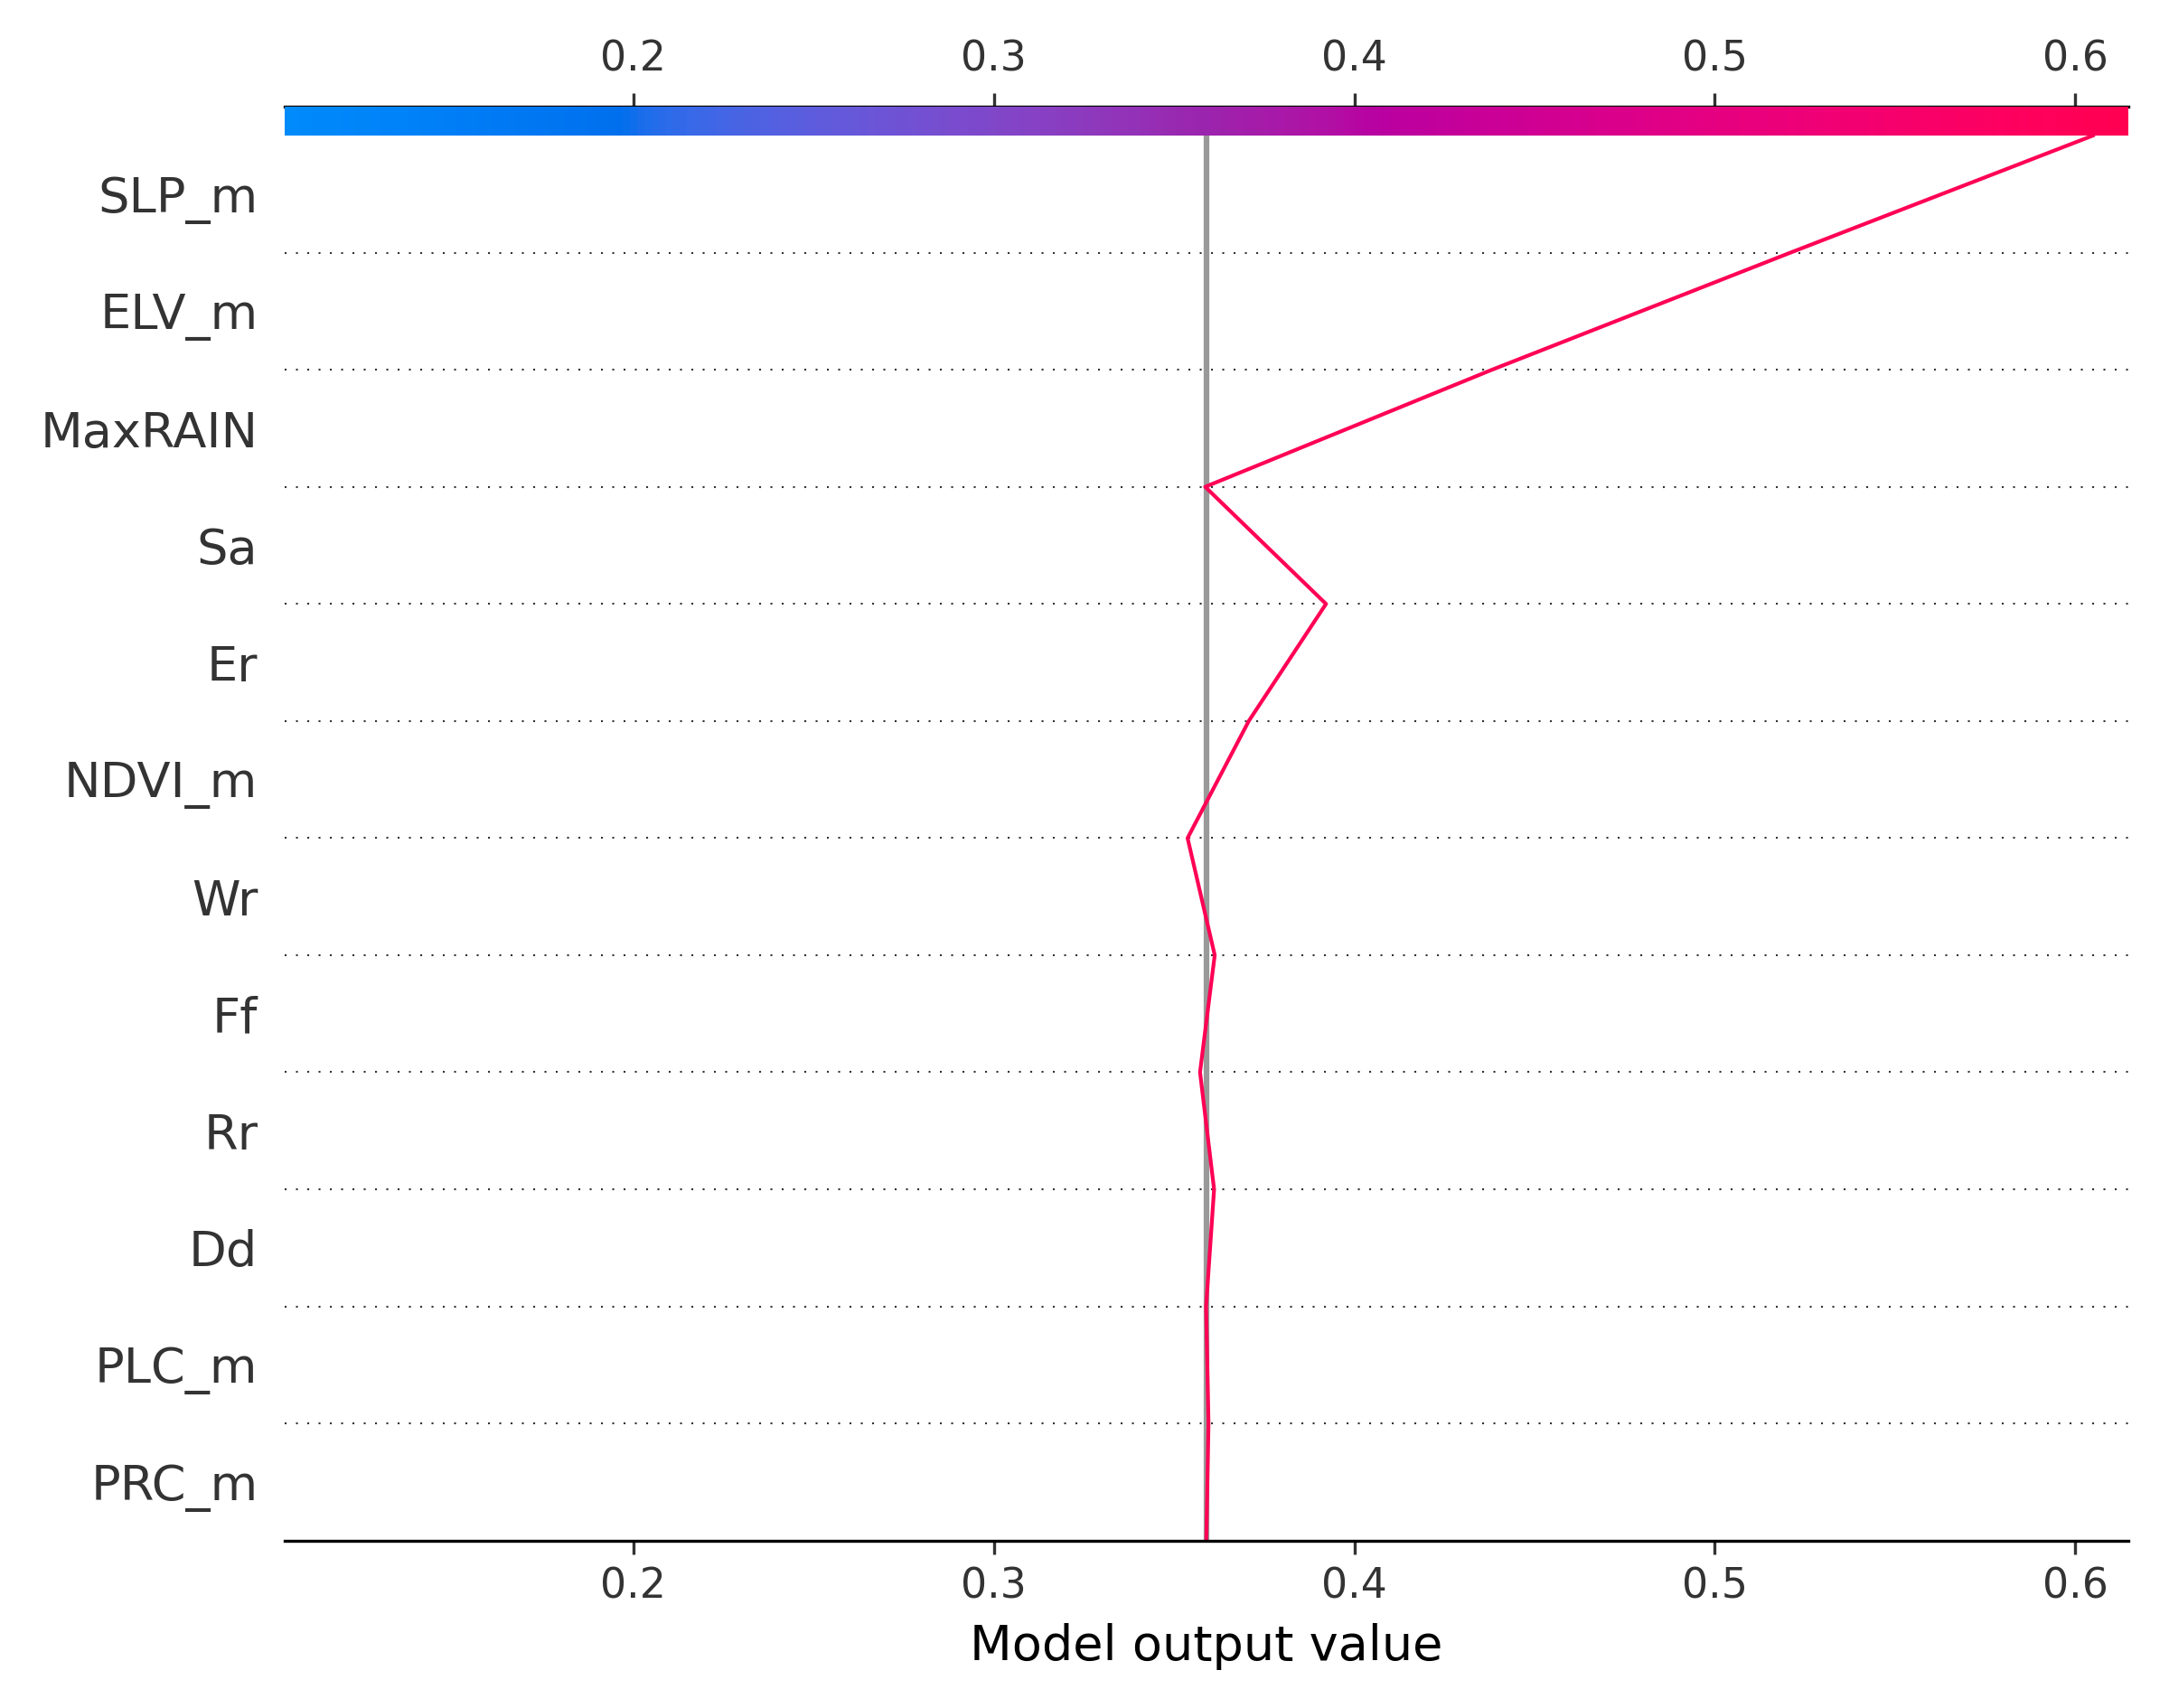 0.2 0.3 0.4 0.5 0.6
SLP_m
ELV_m
MaxRAIN
Sa
Er
NDVI_m
Wr
Ff
Rr
Dd
PLC_m
PRC_m
0.2 0.3 0.4 0.5 0.6
Model output value